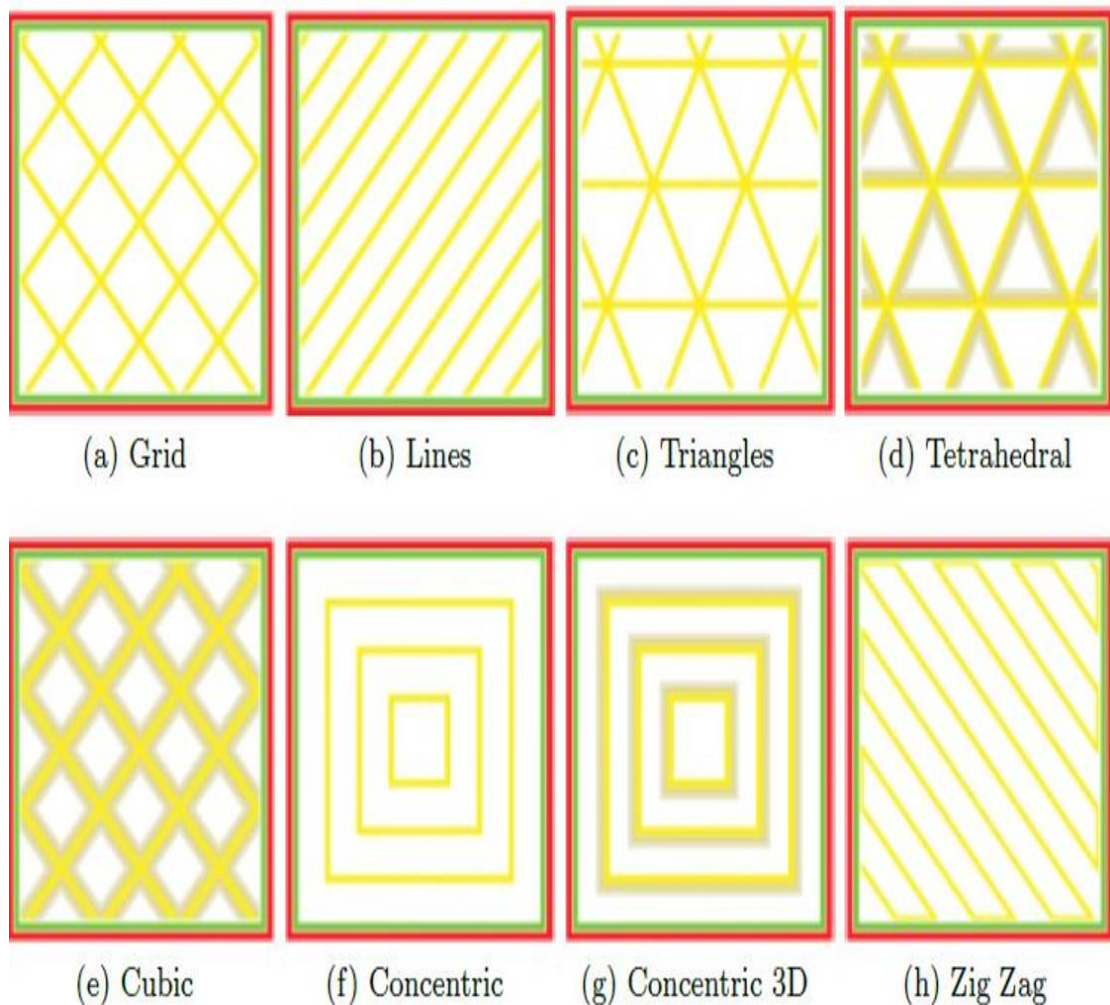 (a) Grid
(b) Lines
(c) Triangles
(d) Tetrahedral
(e) Cubic
(f) Concentric
(g) Concentric 3D
(h) Zig Zag